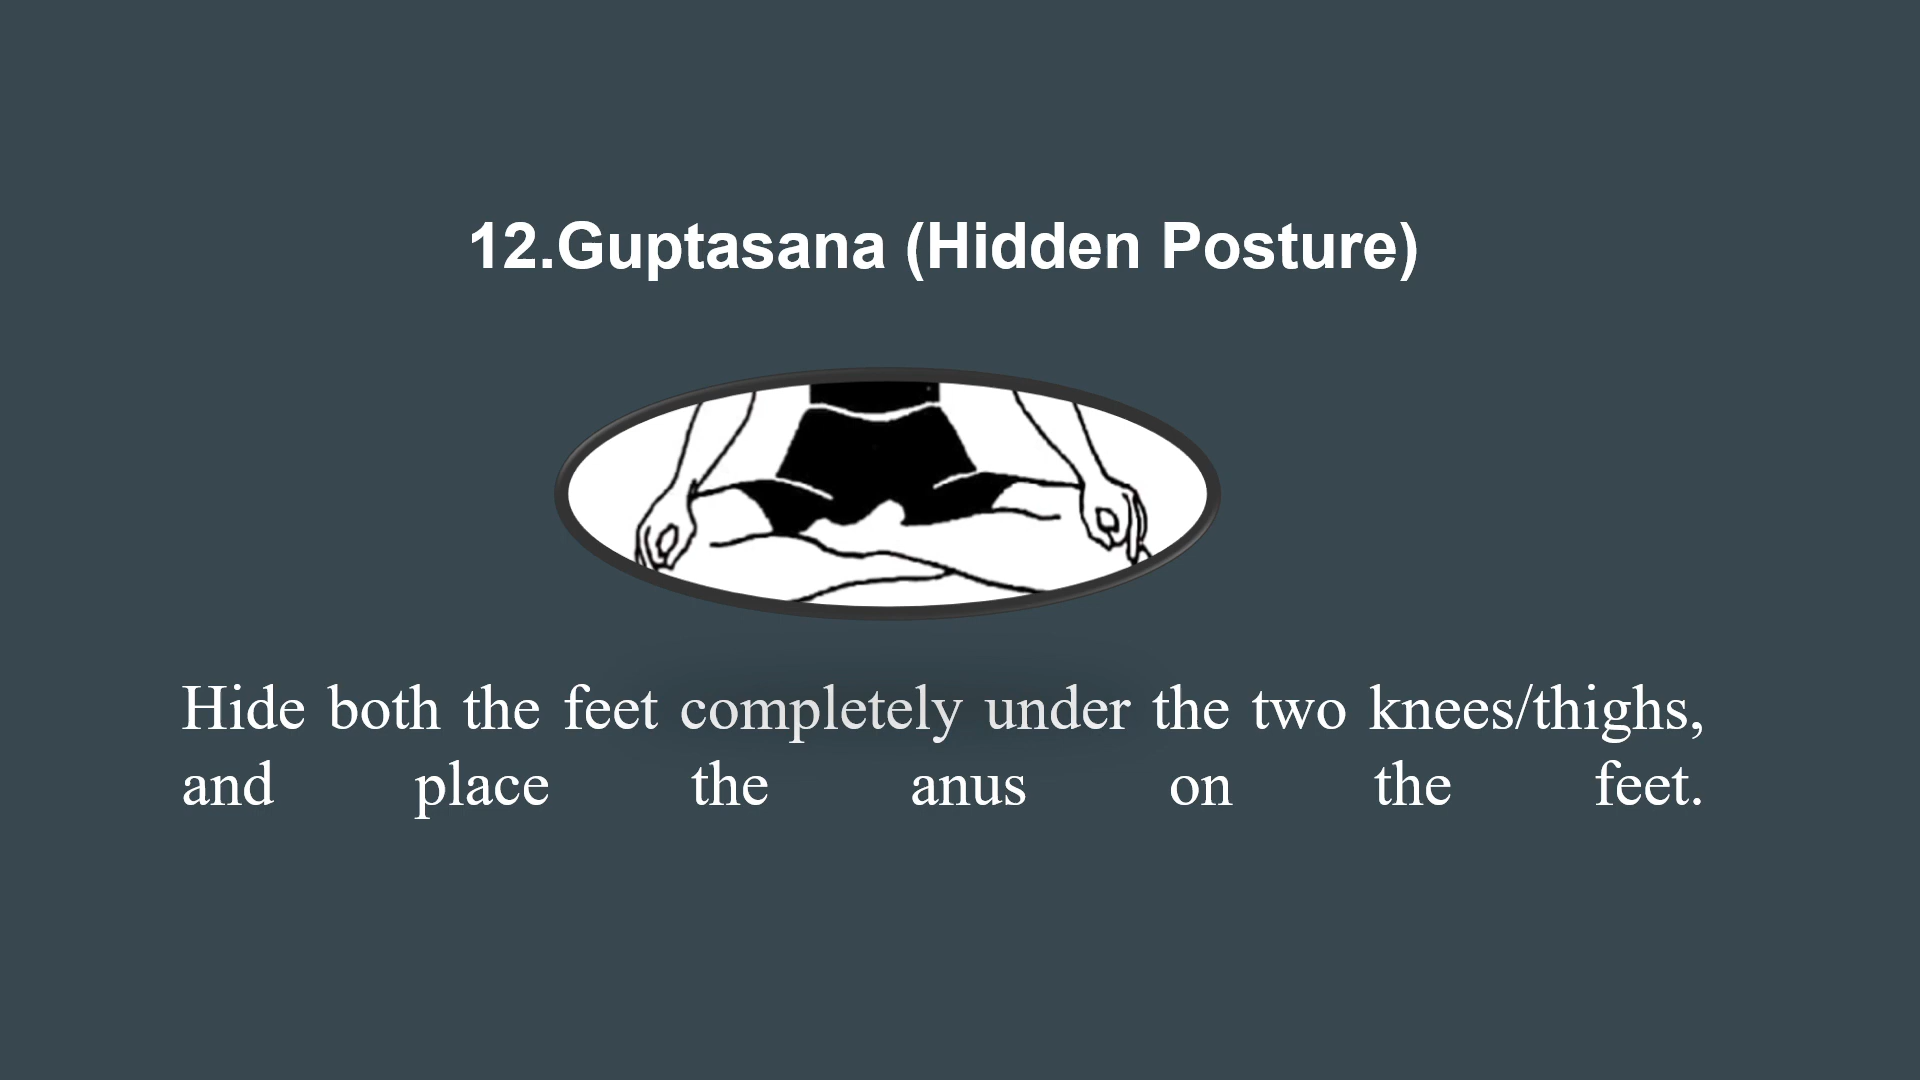 12.Guptasana (Hidden Posture)
Hide both the feet completely under the two knees/thighs,
and place the anus on the feet.